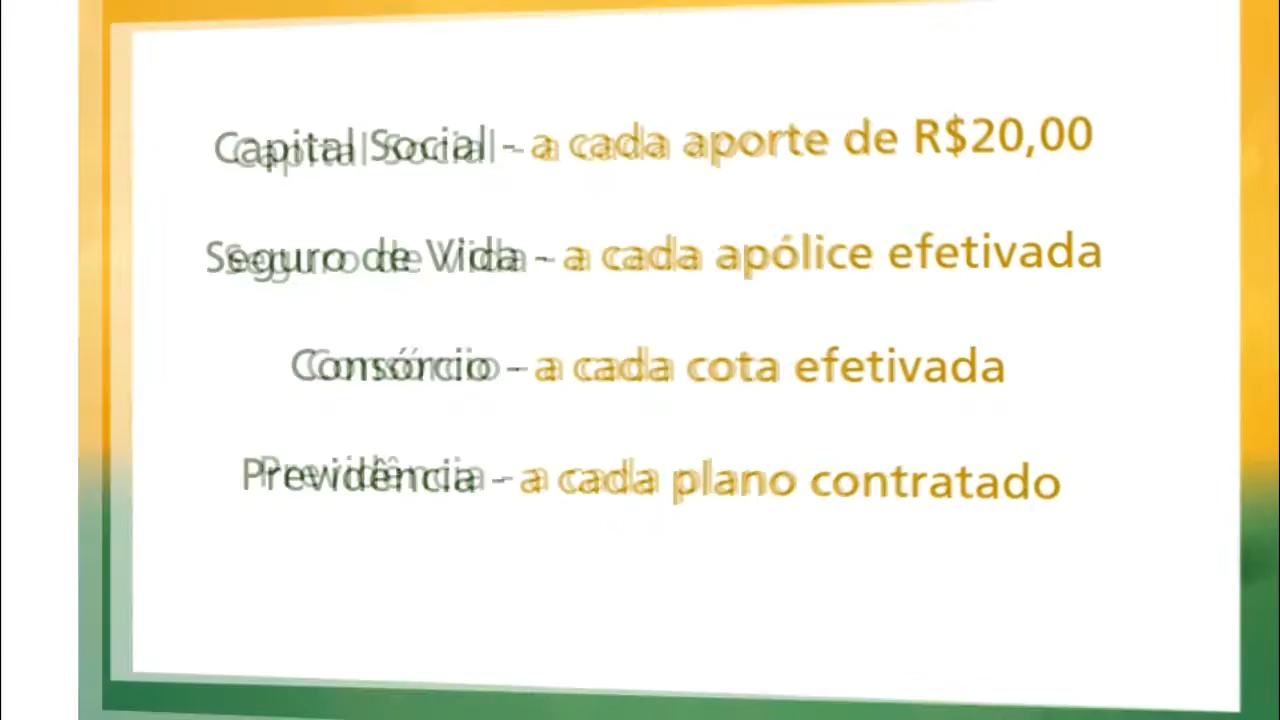 Capital Social - a cada aporte de R$20,00
Seguro de Vida - a cada apólice efetivada
Consórcio - a cada cota efetivada
Previdência - a cada plano contratado